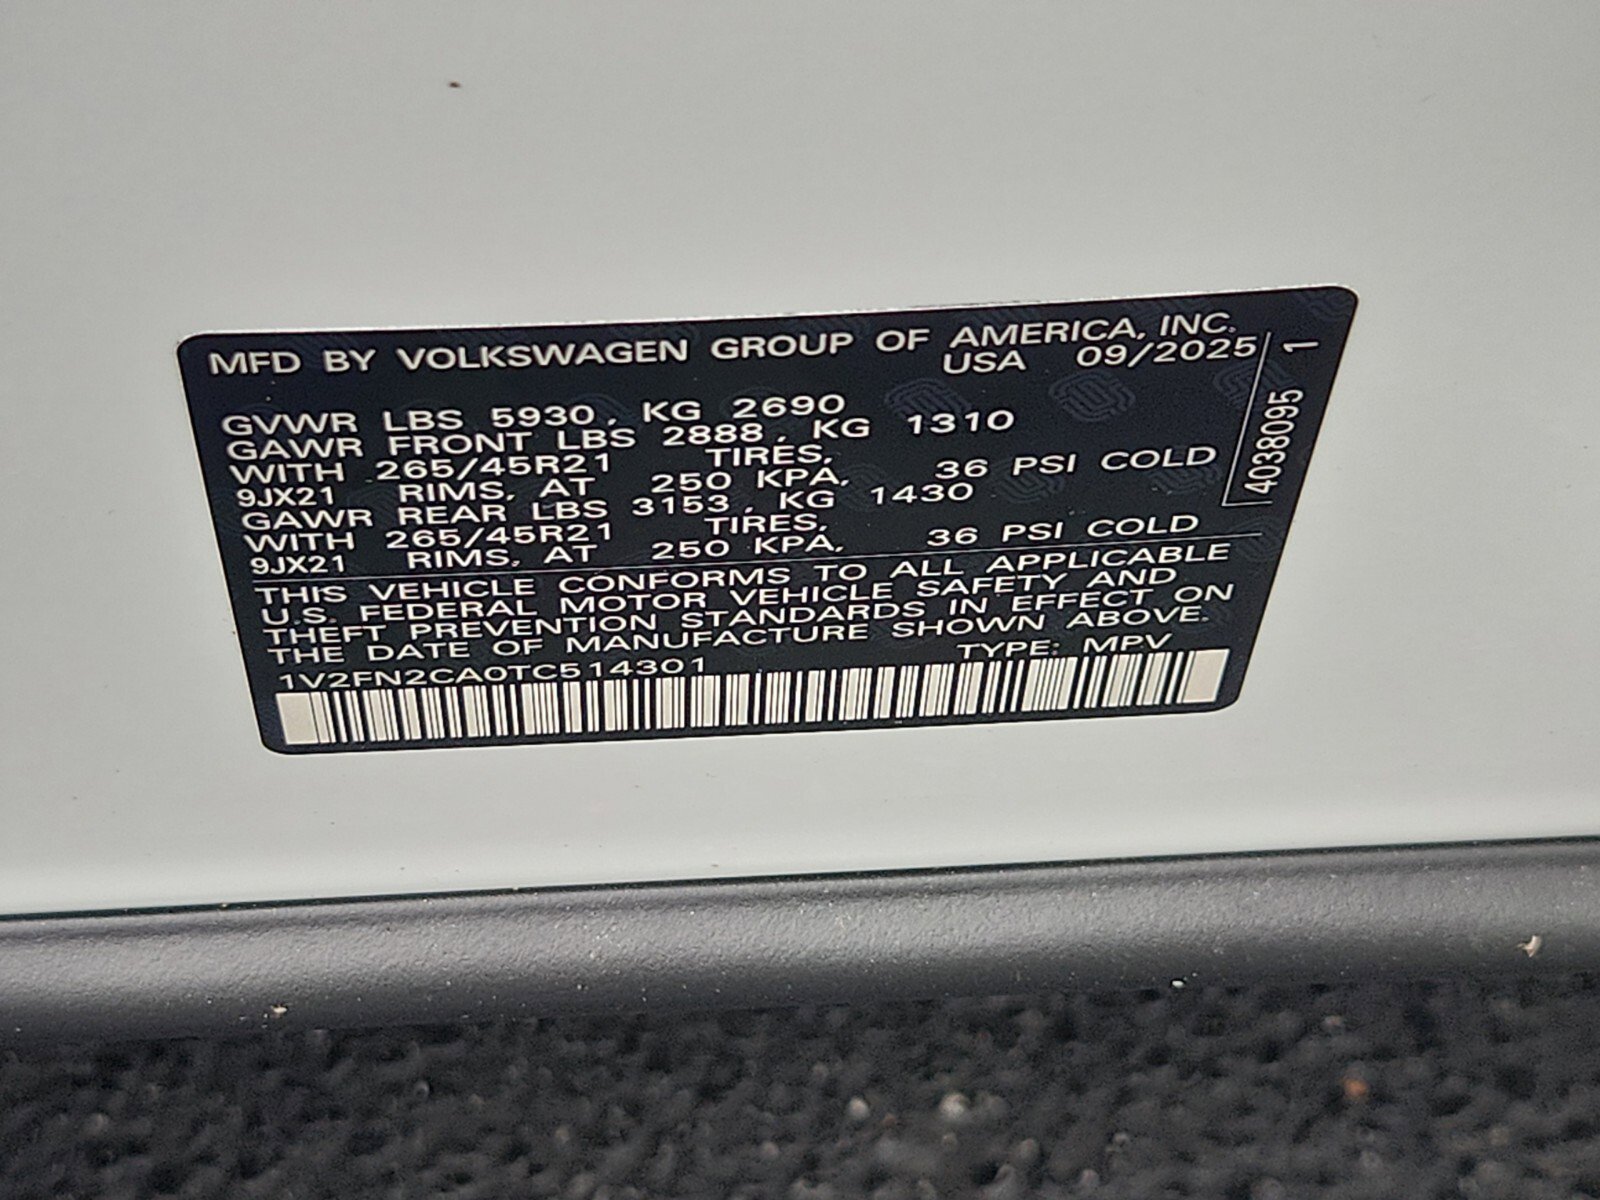 MFD BY VOLKSWAGEN GROUP OF AMERICA, INC.
USA 09/2025
GVWR LBS 5930, KG 2690
GAWR FRONT LBS 2888, KG 1310
WITH 265/45R21 TIRES,
9JX21 RIMS, AT 250 KPA, 36 PSI COLD
GAWR REAR LBS 3153, KG 1430
WITH 265/45R21 TIRES,
9JX21 RIMS, AT 250 KPA, 36 PSI COLD
THIS VEHICLE CONFORMS TO ALL APPLICABLE
U.S. FEDERAL MOTOR VEHICLE SAFETY AND
THEFT PREVENTION STANDARDS IN EFFECT ON
THE DATE OF MANUFACTURE SHOWN ABOVE.
1V2FN2CA0TC514301 TYPE: MPV
4038095 1